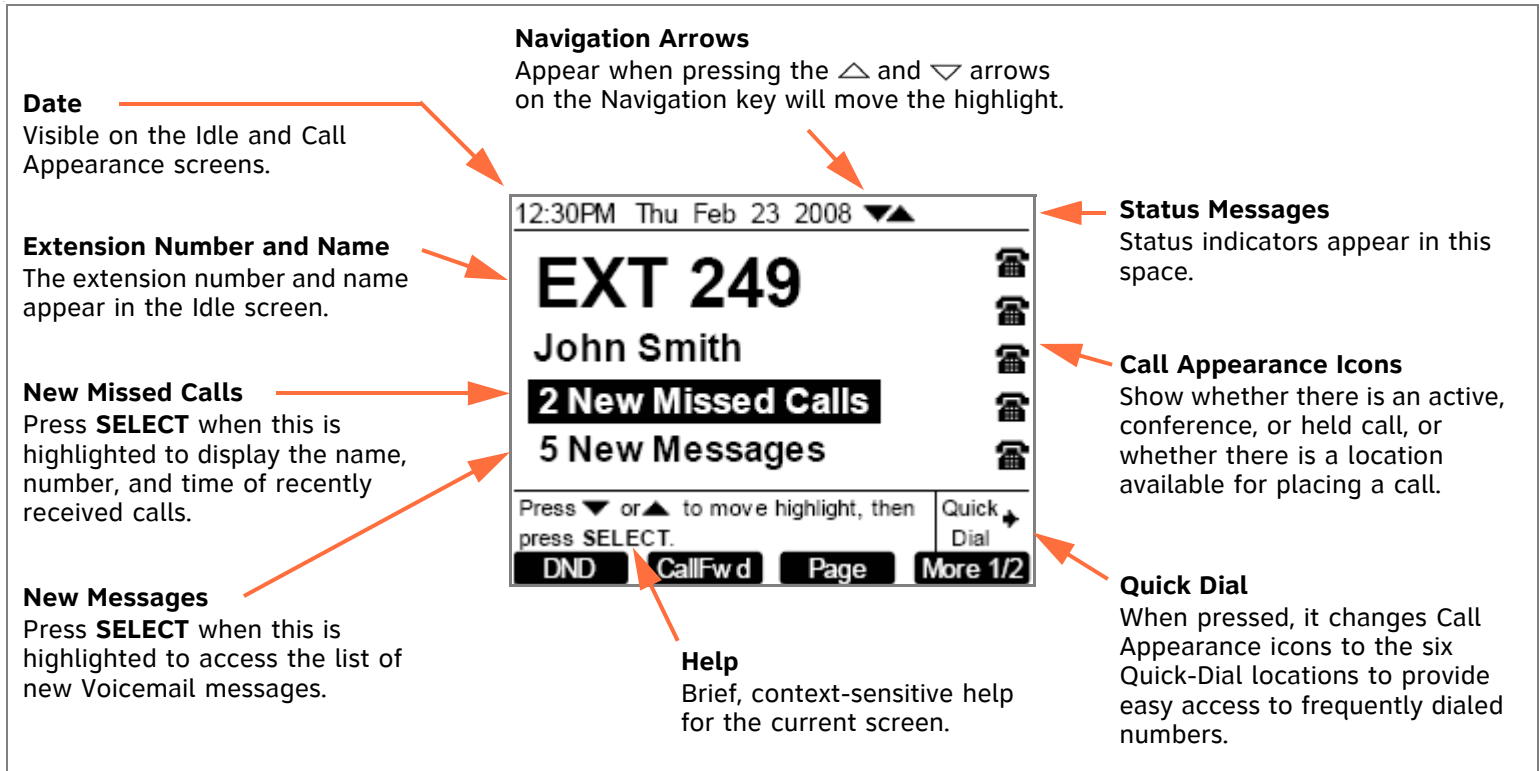 Navigation Arrows
Appear when pressing the △ and ▽ arrows
on the Navigation key will move the highlight.
Date
Visible on the Idle and Call
Appearance screens.
Extension Number and Name
The extension number and name
appear in the Idle screen.
New Missed Calls
Press SELECT when this is
highlighted to display the name,
number, and time of recently
received calls.
New Messages
Press SELECT when this is
highlighted to access the list of
new Voicemail messages.
12:30PM Thu Feb 23 2008 ▼▲
EXT 249
John Smith
2 New Missed Calls
5 New Messages
Press ▼ or ▲ to move highlight, then
press SELECT.
Quick
Dial
DND CallFwd Page More 1/2
Help
Brief, context-sensitive help
for the current screen.
Status Messages
Status indicators appear in this
space.
Call Appearance Icons
Show whether there is an active,
conference, or held call, or
whether there is a location
available for placing a call.
Quick Dial
When pressed, it changes Call
Appearance icons to the six
Quick-Dial locations to provide
easy access to frequently dialed
numbers.